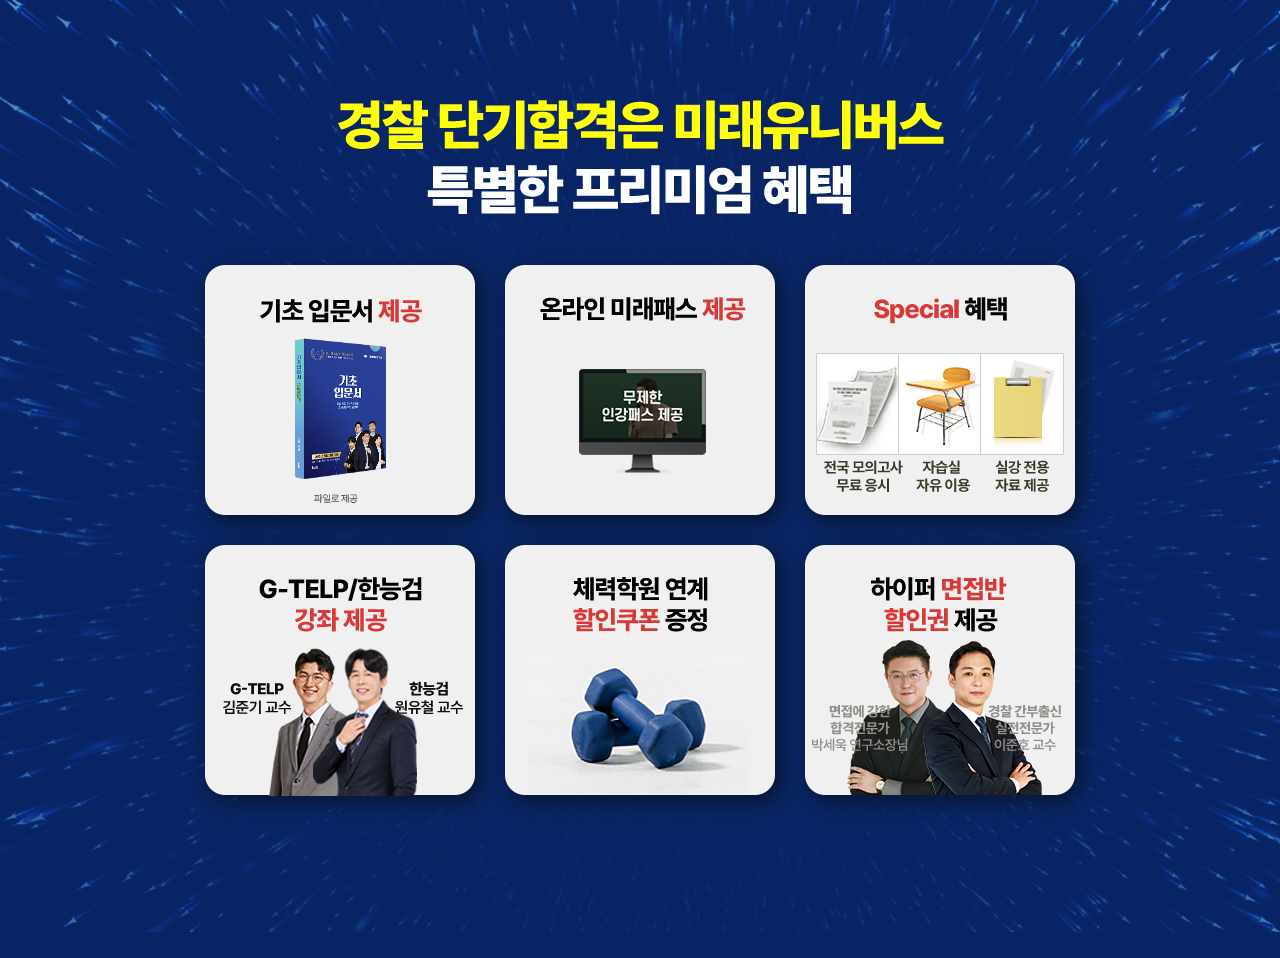 경찰 단기합격은 미래유니버스
특별한 프리미엄 혜택
기초 입문서 제공
기초
입문서
파일로 제공
온라인 미래패스 제공
무제한
인강패스 제공
Special 혜택
전국 모의고사
무료 응시
자습실
자유 이용
실강 전용
자료 제공
G-TELP/한능검
강좌 제공
G-TELP
김준기 교수
한능검
원유철 교수
체력학원 연계
할인쿠폰 증정
하이퍼 면접반
할인권 제공
면접에 강한
합격전문가
박세욱 연구소장님
경찰 간부출신
실전전문가
이준호 교수